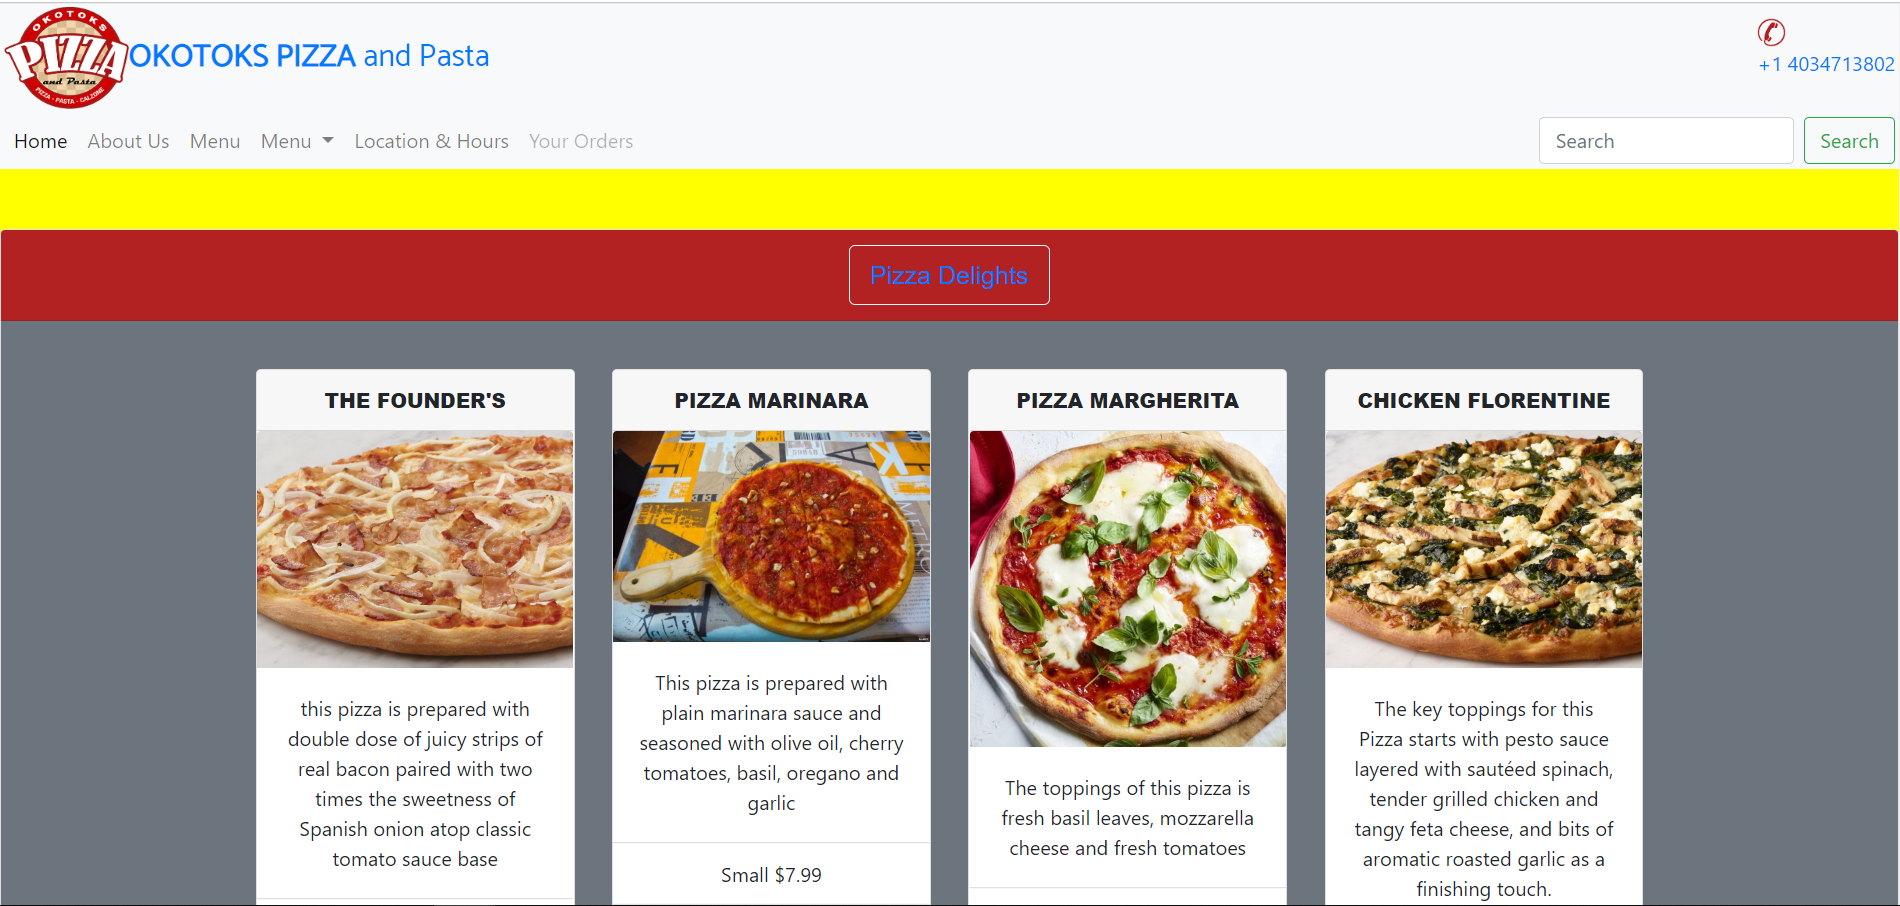 OKOTOKS
PIZZA
and Pasta
PIZZA - PASTA - CALZONE
OKOTOKS PIZZA and Pasta
+1 4034713802
Home About Us Menu Menu Location & Hours Your Orders Search Search
Pizza Delights
THE FOUNDER'S
this pizza is prepared with
double dose of juicy strips of
real bacon paired with two
times the sweetness of
Spanish onion atop classic
tomato sauce base
PIZZA MARINARA
This pizza is prepared with
plain marinara sauce and
seasoned with olive oil, cherry
tomatoes, basil, oregano and
garlic
Small $7.99
PIZZA MARGHERITA
The toppings of this pizza is
fresh basil leaves, mozzarella
cheese and fresh tomatoes
CHICKEN FLORENTINE
The key toppings for this
Pizza starts with pesto sauce
layered with sautéed spinach,
tender grilled chicken and
tangy feta cheese, and bits of
aromatic roasted garlic as a
finishing touch.